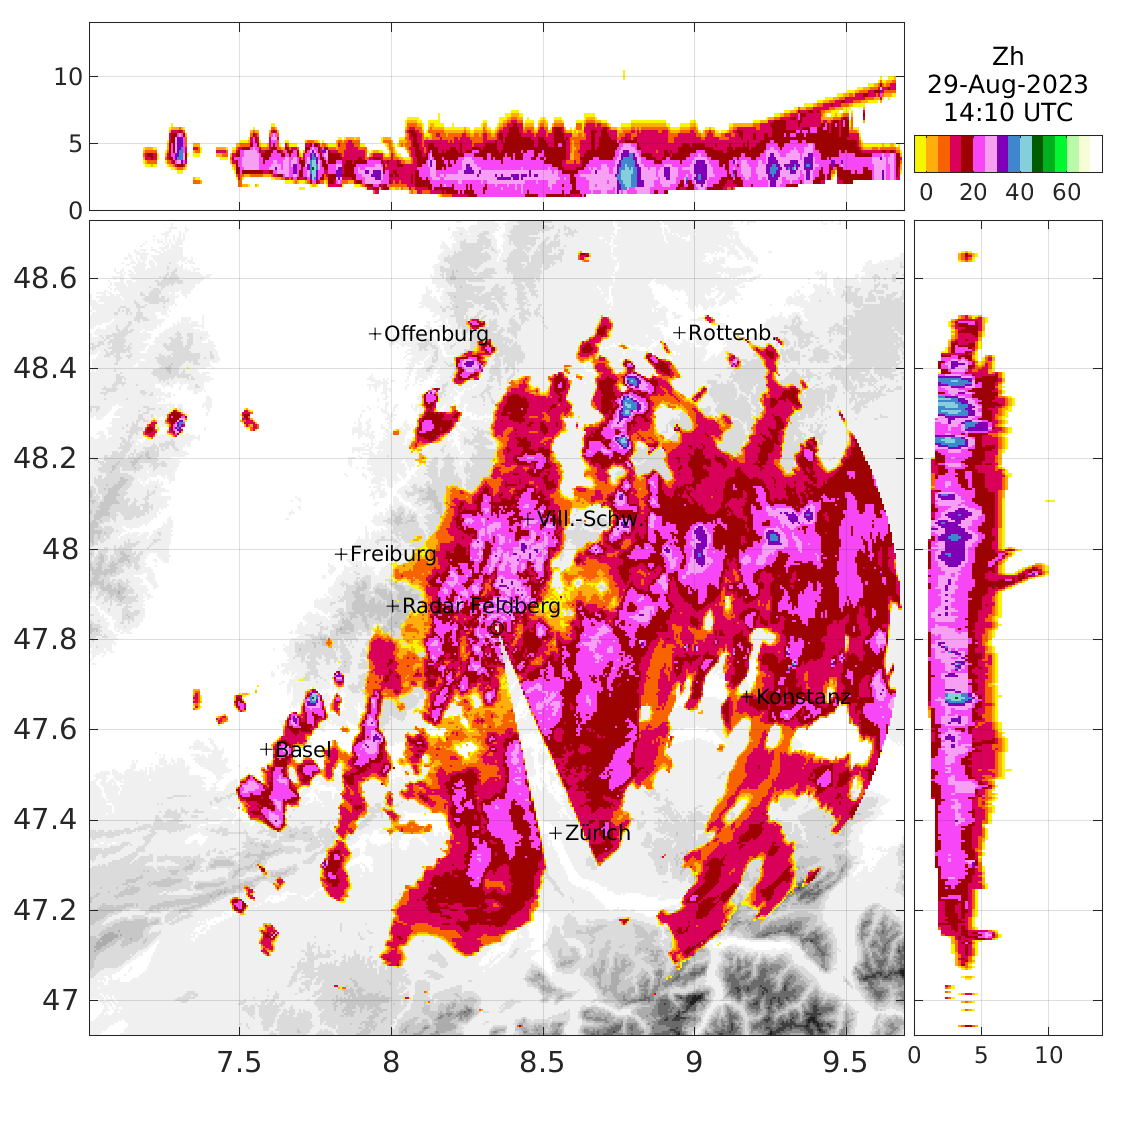 10
5
0
Zh
29-Aug-2023
14:10 UTC
0 20 40 60
48.6
48.4
48.2
48
47.8
47.6
47.4
47.2
47
+Offenburg
+Rottenb.
+Vill.-Schw.
+Freiburg
+Radar Feldberg
+Konstanz
+Basel
+Zürich
7.5 8 8.5 9 9.5
0 5 10